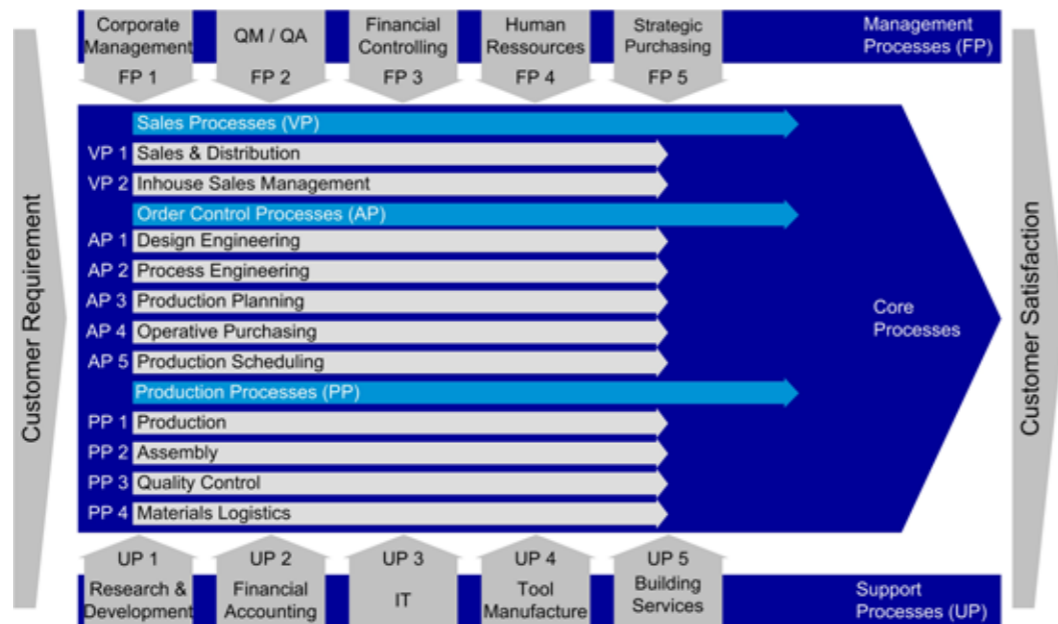 Corporate
Management
FP 1
QM / QA
FP 2
Financial
Controlling
FP 3
Human
Ressources
FP 4
Strategic
Purchasing
FP 5
Management
Processes (FP)
Customer Requirement
Sales Processes (VP)
VP 1 Sales & Distribution
VP 2 Inhouse Sales Management
Order Control Processes (AP)
AP 1 Design Engineering
AP 2 Process Engineering
AP 3 Production Planning
AP 4 Operative Purchasing
AP 5 Production Scheduling
Production Processes (PP)
PP 1 Production
PP 2 Assembly
PP 3 Quality Control
PP 4 Materials Logistics
Core
Processes
Customer Satisfaction
UP 1
Research &
Development
UP 2
Financial
Accounting
UP 3
IT
UP 4
Tool
Manufacture
UP 5
Building
Services
Support
Processes (UP)